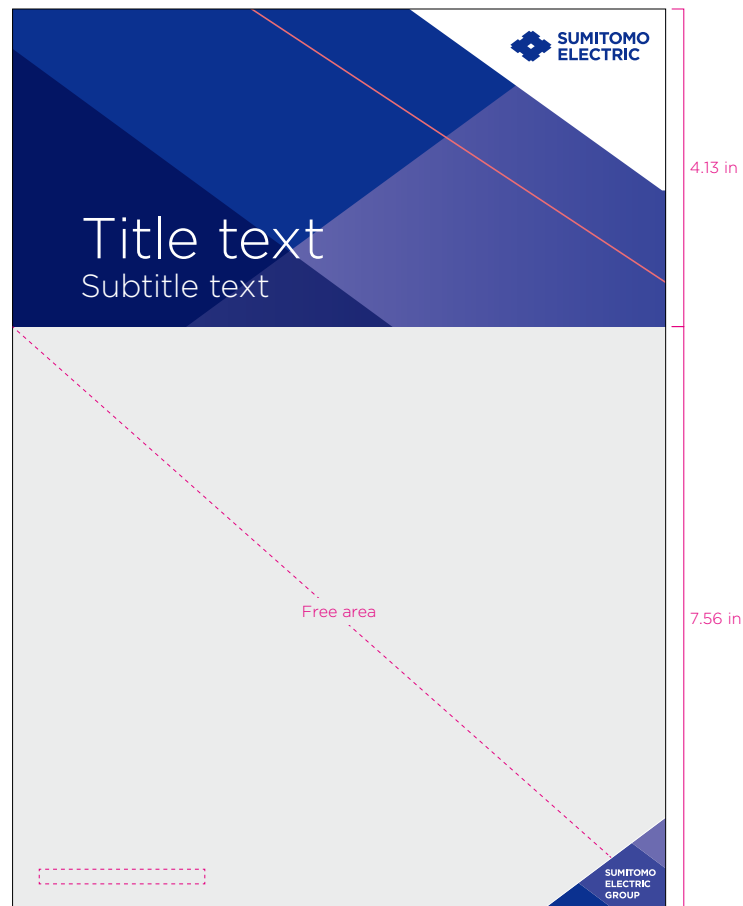 SUMITOMO
ELECTRIC
4.13 in
Title text
Subtitle text
Free area
7.56 in
SUMITOMO
ELECTRIC
GROUP